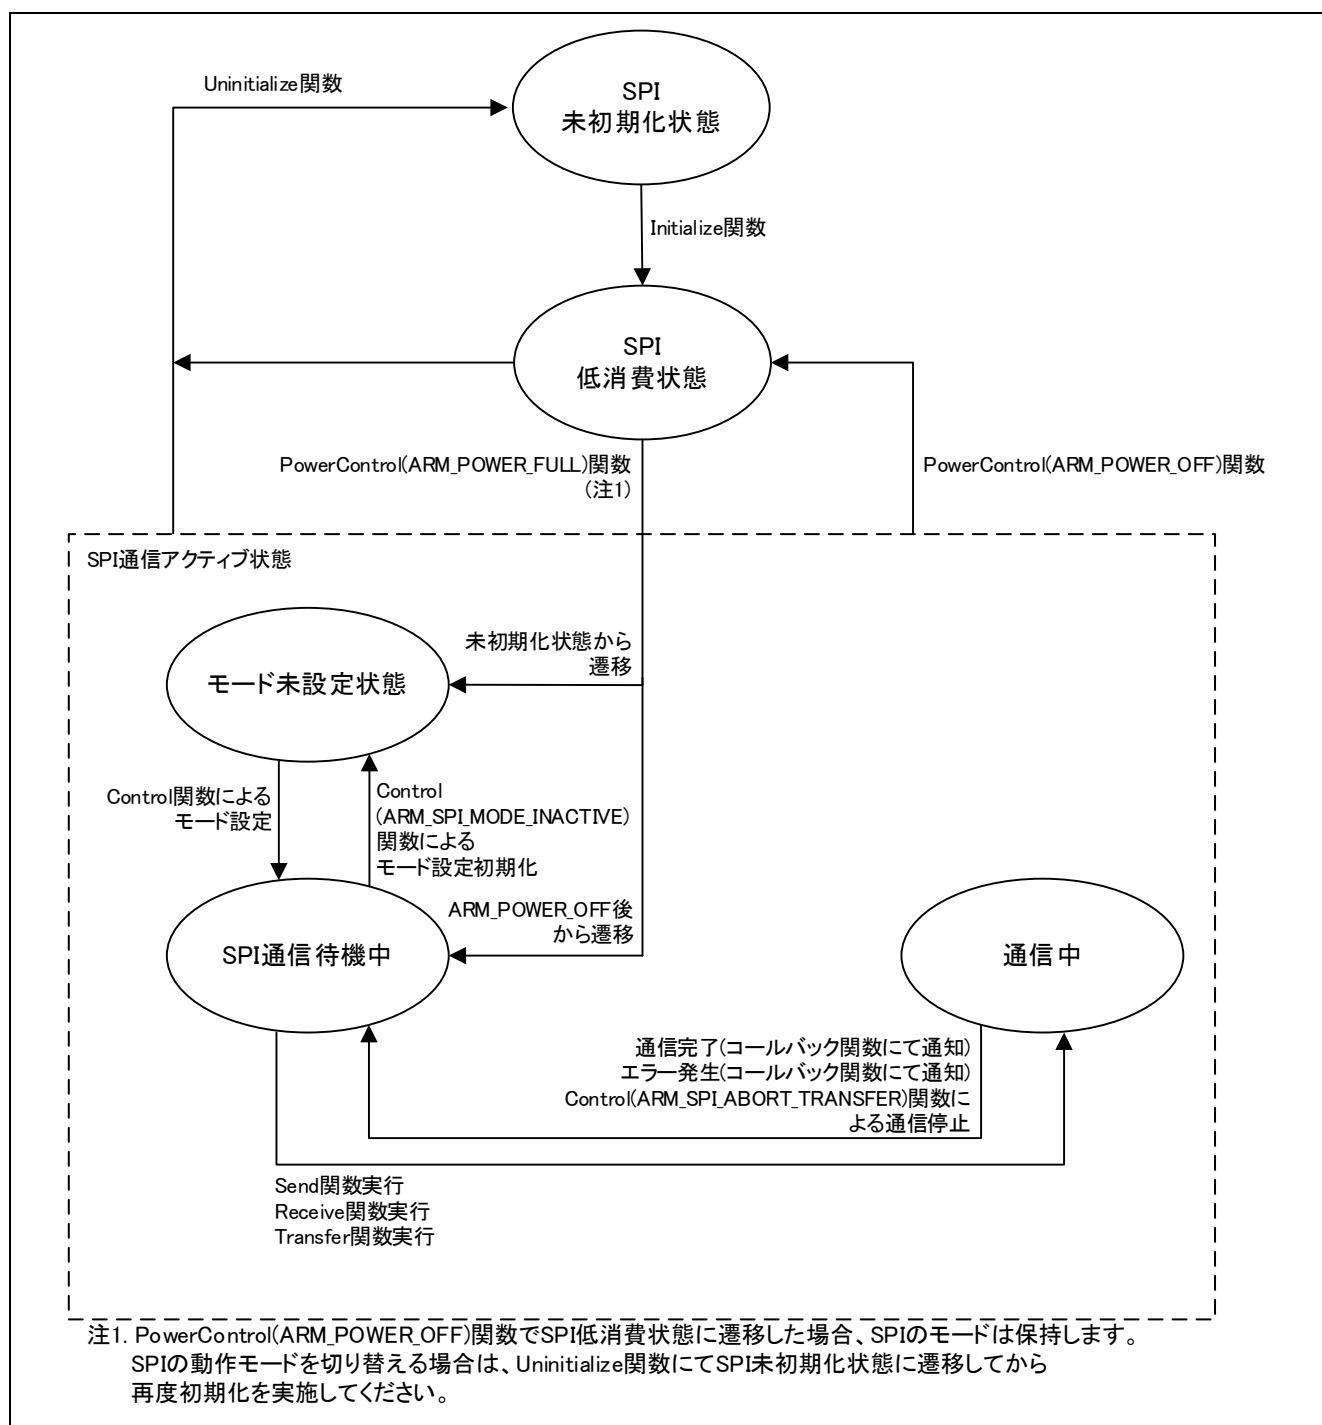 Uninitialize関数
SPI
未初期化状態
Initialize関数
SPI
低消費状態
PowerControl(ARM_POWER_FULL)関数
(注1)
PowerControl(ARM_POWER_OFF)関数
SPI通信アクティブ状態
未初期化状態から
遷移
モード未設定状態
Control関数による
モード設定
Control
(ARM_SPI_MODE_INACTIVE)
関数による
モード設定初期化
ARM_POWER_OFF後
から遷移
SPI通信待機中
通信中
通信完了(コールバック関数にて通知)
エラー発生(コールバック関数にて通知)
Control(ARM_SPI_ABORT_TRANSFER)関数に
よる通信停止
Send関数実行
Receive関数実行
Transfer関数実行
注1. PowerControl(ARM_POWER_OFF)関数でSPI低消費状態に遷移した場合、SPIのモードは保持します。
SPIの動作モードを切り替える場合は、Uninitialize関数にてSPI未初期化状態に遷移してから
再度初期化を実施してください。